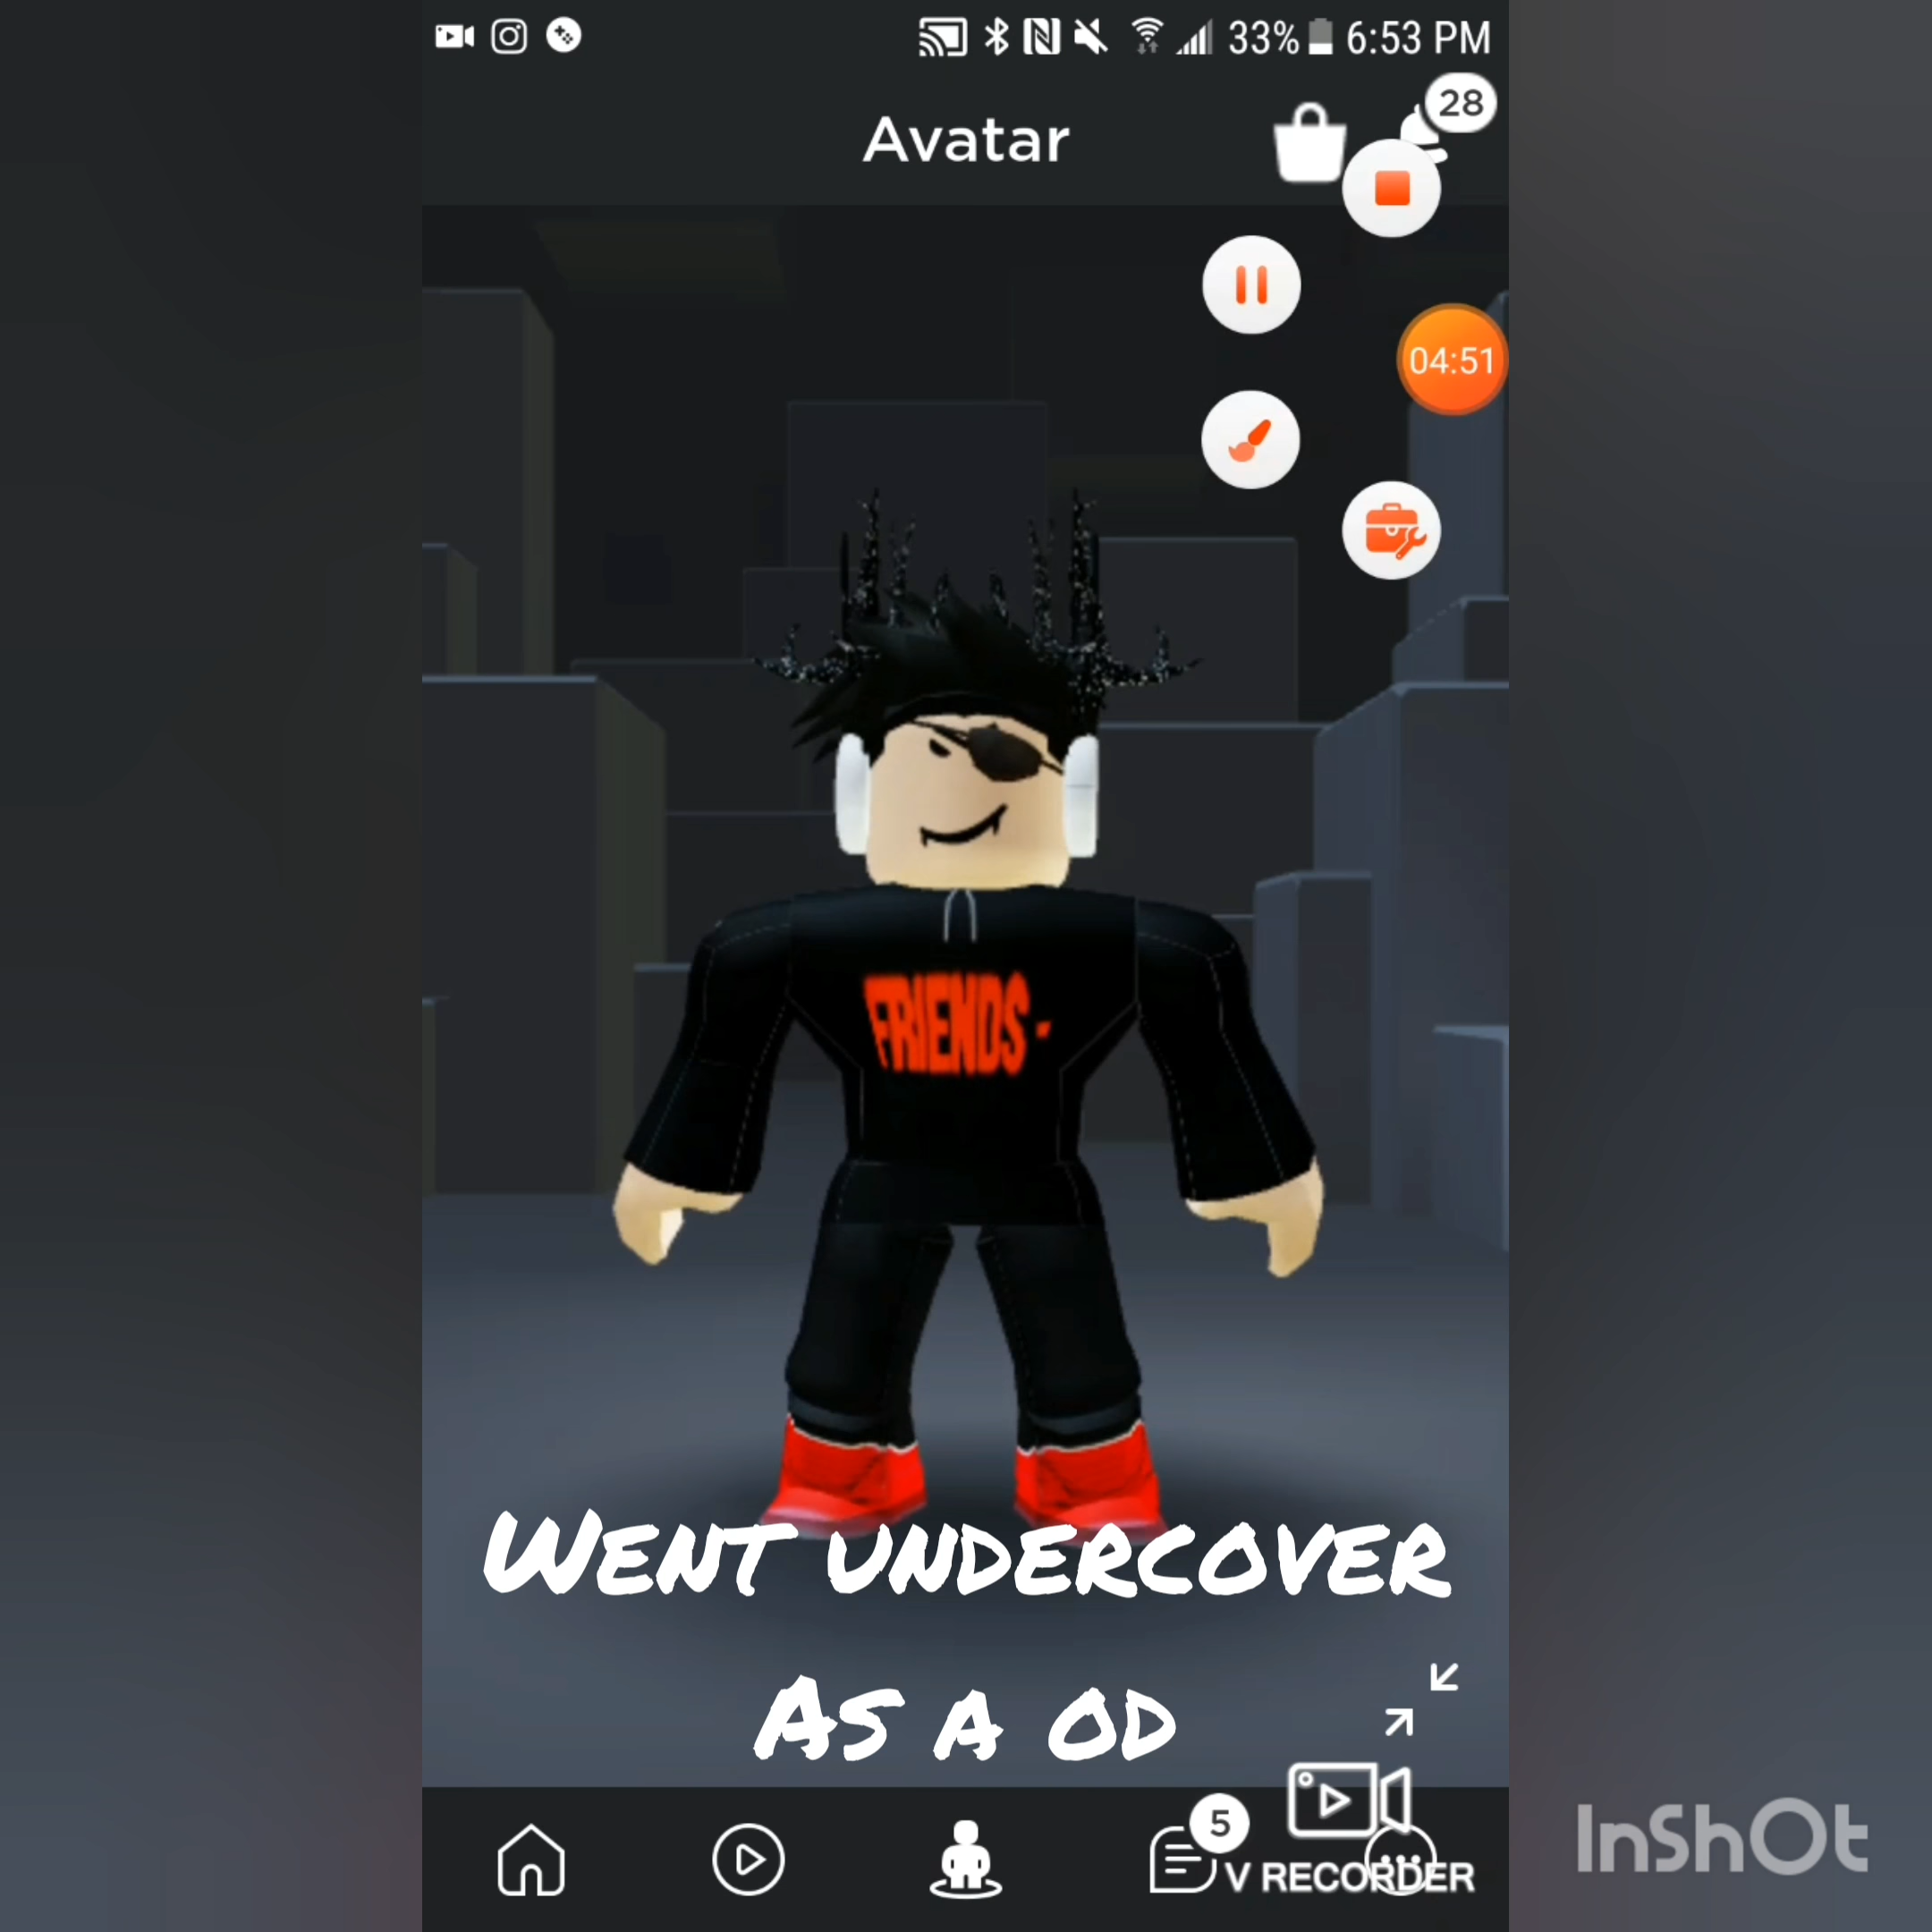 33% 6:53 PM
28
Avatar
04:51
FRIENDS -
WENT UNDERCOVER
AS A OD
5
V RECORDER
InShOt